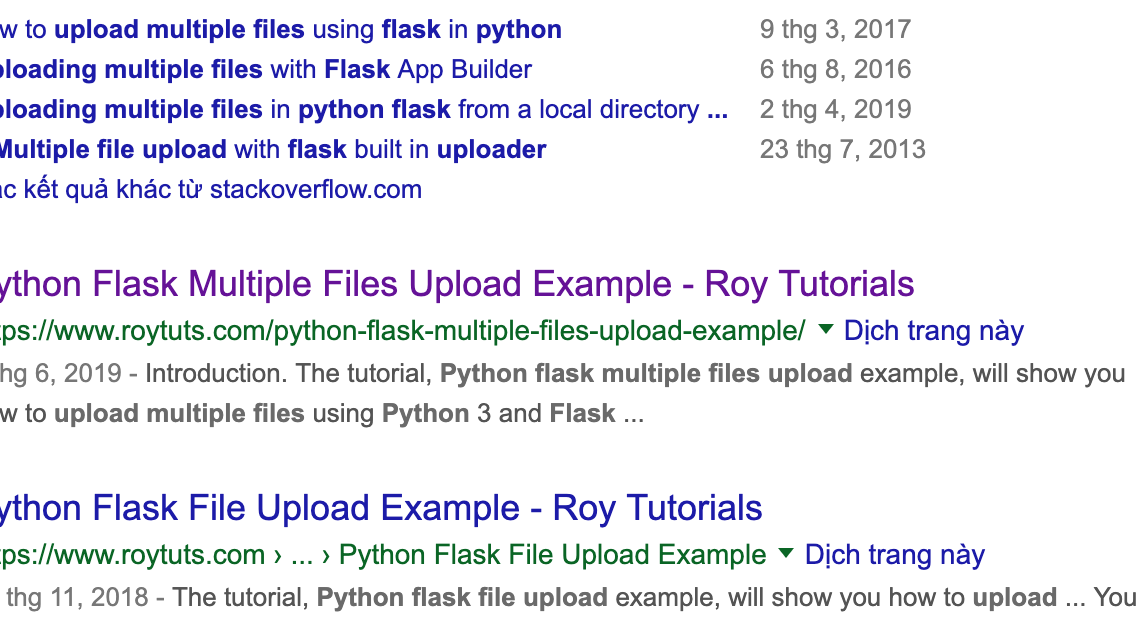 w to upload multiple files using flask in python 9 thg 3, 2017
ploading multiple files with Flask App Builder 6 thg 8, 2016
ploading multiple files in python flask from a local directory ... 2 thg 4, 2019
Multiple file upload with flask built in uploader 23 thg 7, 2013
ác kết quả khác từ stackoverflow.com
ython Flask Multiple Files Upload Example - Roy Tutorials
tps://www.roytuts.com/python-flask-multiple-files-upload-example/ ▼ Dịch trang này
hg 6, 2019 - Introduction. The tutorial, Python flask multiple files upload example, will show you
w to upload multiple files using Python 3 and Flask ...
ython Flask File Upload Example - Roy Tutorials
tps://www.roytuts.com › ... › Python Flask File Upload Example ▼ Dịch trang này
thg 11, 2018 - The tutorial, Python flask file upload example, will show you how to upload ... You